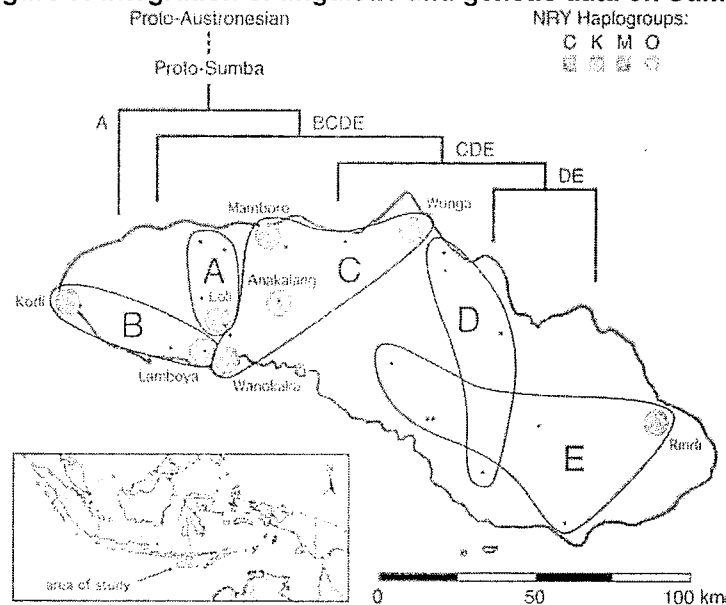 Proto-Austronesian
NRY Haplogroups:
C K M O
Proto-Sumba
A
BCDE
CDE
DE
Mamboro
Wunga
A
C
Anakalang
Kodi
Loli
B
D
Lamboya
Wanokaka
E
Rindi
area of study
0 50 100 km